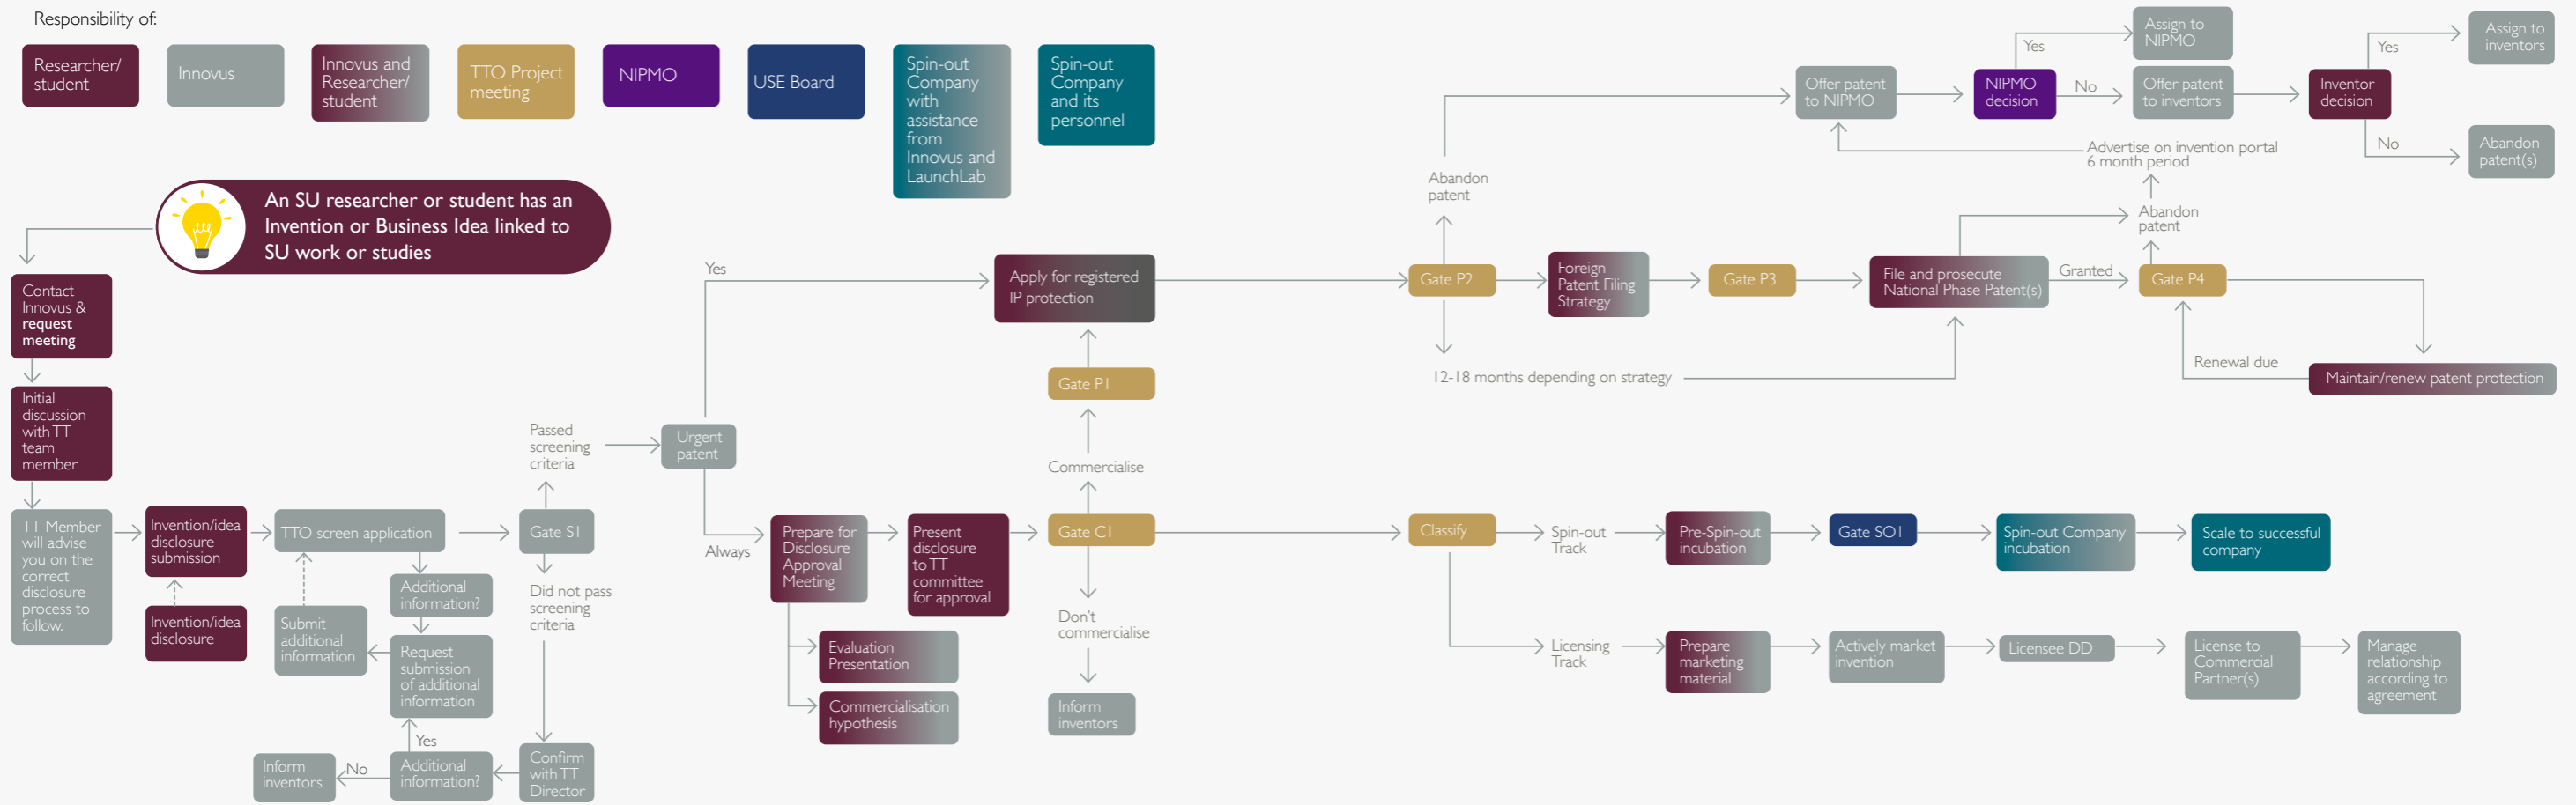 Responsibility of:
Researcher/
student
Innovus
Innovus and
Researcher/
student
TTO Project
meeting
NIPMO
USE Board
Spin-out
Company
with
assistance
from
Innovus and
LaunchLab
Spin-out
Company
and its
personnel
An SU researcher or student has an
Invention or Business Idea linked to
SU work or studies
Contact
Innovus &
request
meeting
Initial
discussion
with TT
team
member
TT Member
will advise
you on the
correct
disclosure
process to
follow.
Invention/idea
disclosure
submission
Invention/idea
disclosure
TTO screen application
Additional
information?
Submit
additional
information
Request
submission
of additional
information
Yes
Additional
information?
No
Inform
inventors
Gate S1
Passed
screening
criteria
Did not pass
screening
criteria
Confirm
with TT
Director
Urgent
patent
Yes
Always
Prepare for
Disclosure
Approval
Meeting
Evaluation
Presentation
Commercialisation
hypothesis
Present
disclosure
to TT
committee
for approval
Gate C1
Commercialise
Gate P1
Apply for registered
IP protection
Don't
commercialise
Inform
inventors
Gate P2
Abandon
patent
12-18 months depending on strategy
Foreign
Patent Filing
Strategy
Gate P3
File and prosecute
National Phase Patent(s)
Granted
Gate P4
Abandon
patent
Advertise on invention portal
6 month period
Renewal due
Maintain/renew patent protection
Offer patent
to NIPMO
NIPMO
decision
Yes
Assign to
NIPMO
No
Offer patent
to inventors
Inventor
decision
Yes
Assign to
inventors
No
Abandon
patent(s)
Classify
Spin-out
Track
Pre-Spin-out
incubation
Gate SO1
Spin-out Company
incubation
Scale to successful
company
Licensing
Track
Prepare
marketing
material
Actively market
invention
Licensee DD
License to
Commercial
Partner(s)
Manage
relationship
according to
agreement